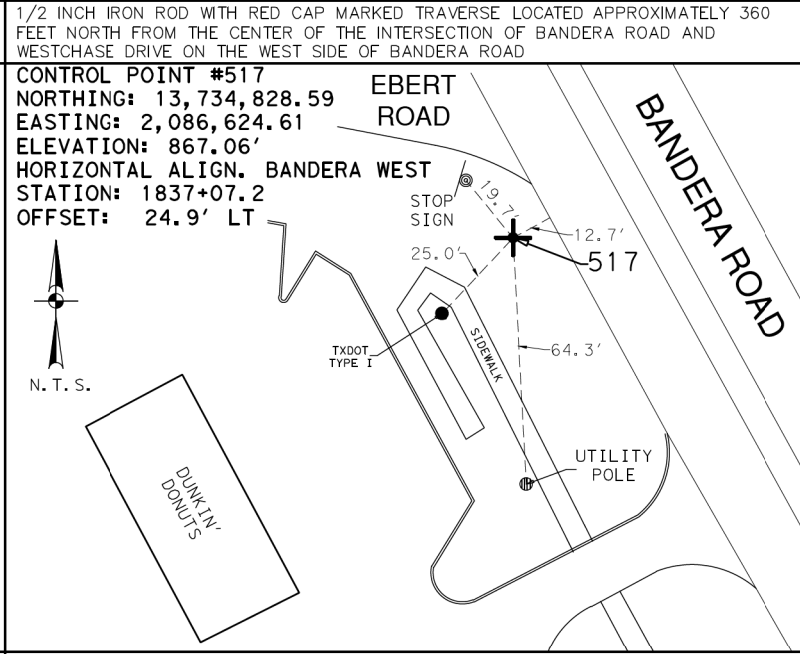 1/2 INCH IRON ROD WITH RED CAP MARKED TRAVERSE LOCATED APPROXIMATELY 360
FEET NORTH FROM THE CENTER OF THE INTERSECTION OF BANDERA ROAD AND
WESTCHASE DRIVE ON THE WEST SIDE OF BANDERA ROAD
CONTROL POINT #517
NORTHING: 13,734,828.59
EASTING: 2,086,624.61
ELEVATION: 867.06'
HORIZONTAL ALIGN. BANDERA WEST
STATION: 1837+07.2
OFFSET: 24.9' LT
EBERT
ROAD
BANDERA ROAD
STOP
SIGN
19.7'
12.7'
517
25.0'
TXDOT
TYPE I
SIDEWALK
64.3'
N.T.S.
UTILITY
POLE
DUNKIN'
DONUTS